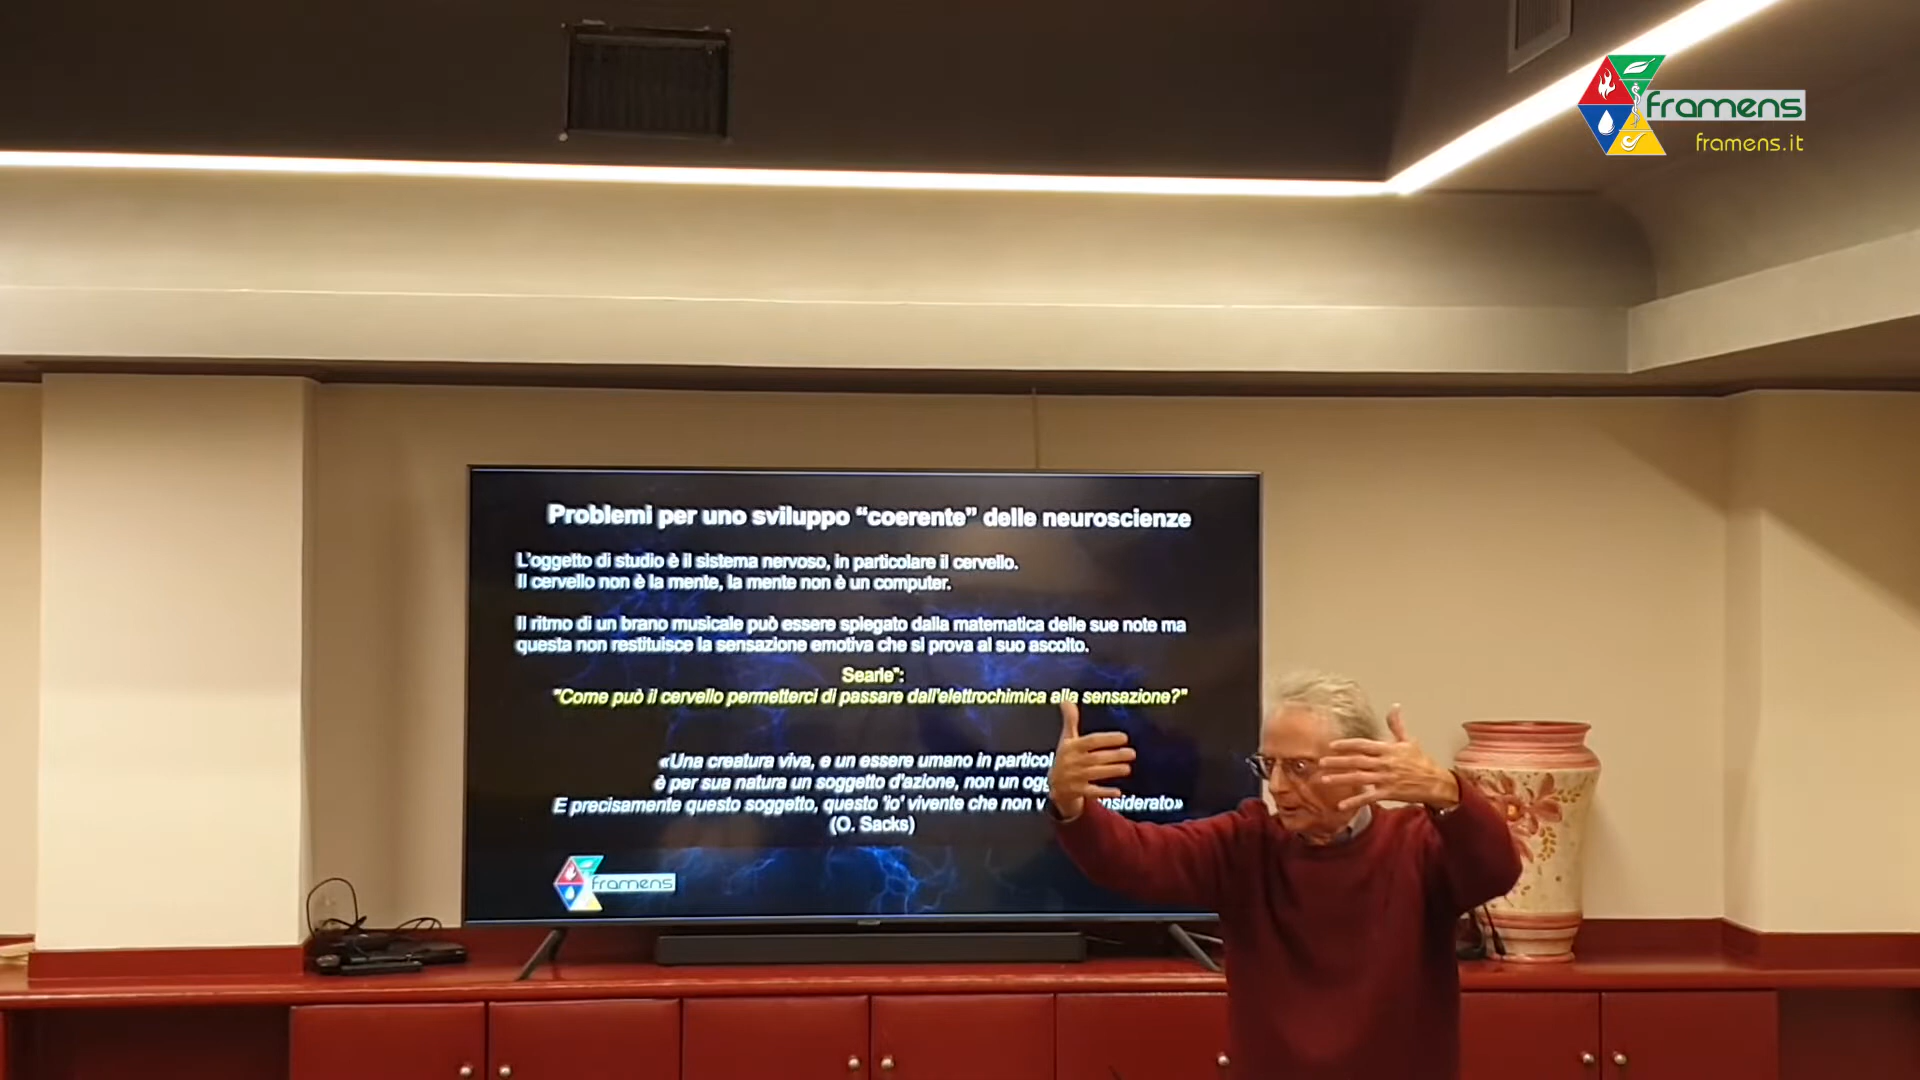 framens
framens.it
Problemi per uno sviluppo “coerente” delle neuroscienze
L'oggetto di studio è il sistema nervoso, in particolare il cervello.
Il cervello non è la mente, la mente non è un computer.
Il ritmo di un brano musicale può essere spiegato dalla matematica delle sue note ma
questa non restituisce la sensazione emotiva che si prova al suo ascolto.
Searle":
"Come può il cervello permetterci di passare dall'elettrochimica alla sensazione?"
«Una creatura viva, e un essere umano in
è per sua natura un soggetto d'azione, non un
E precisamente questo soggetto, questo 'io' vivente che non
(O. Sacks)
framens